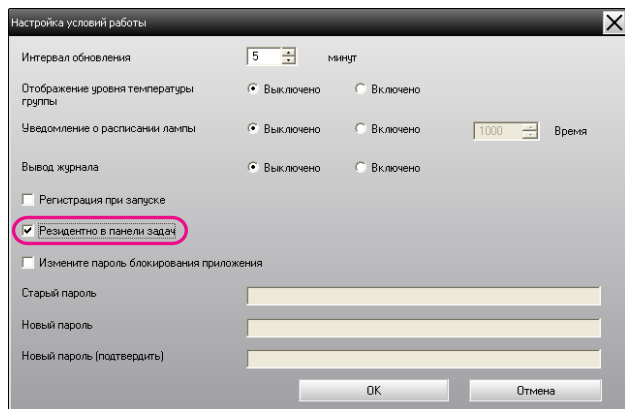 Настройка условий работы
Интервал обновления 5 минут
Отображение уровня температуры группы Выключено Включено
Уведомление о расписании лампы Выключено Включено 1000 Время
Вывод журнала Выключено Включено
Регистрация при запуске
Резидентно в панели задач
Измените пароль блокирования приложения
Старый пароль
Новый пароль
Новый пароль (подтвердить)
OK Отмена